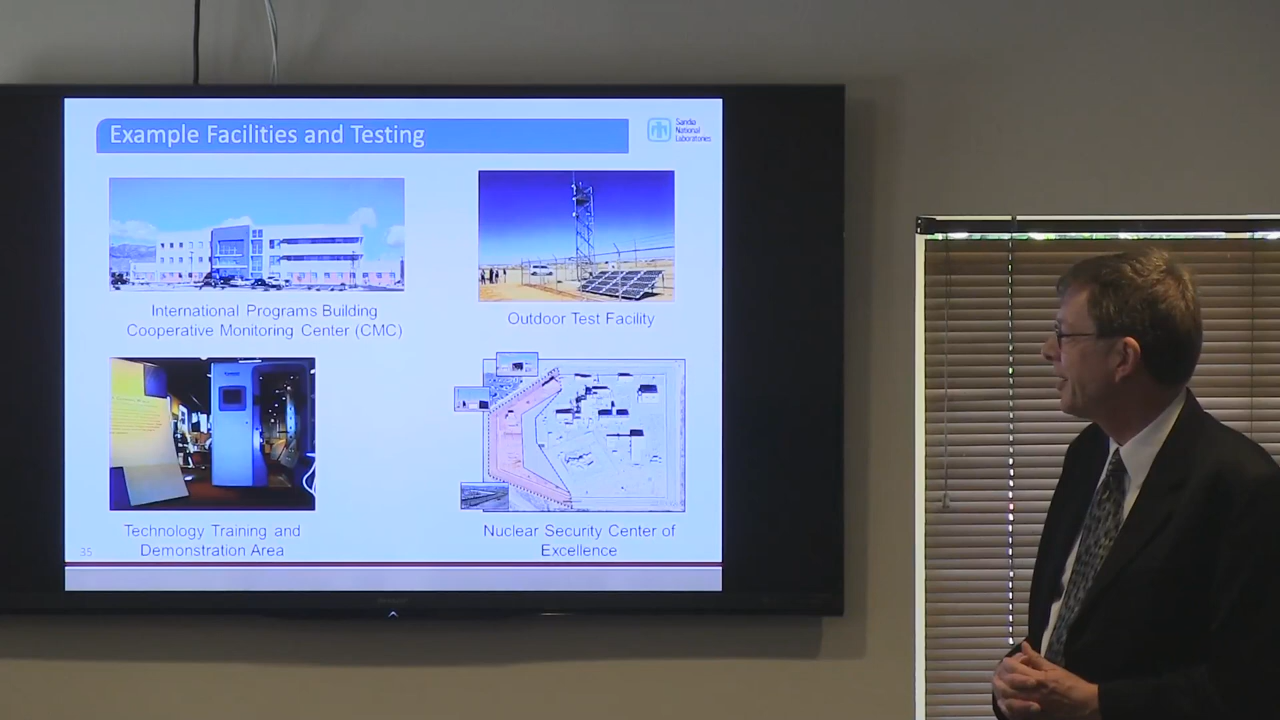 Example Facilities and Testing
Sandia
National
Laboratories
International Programs Building
Cooperative Monitoring Center (CMC)
Outdoor Test Facility
Technology Training and
Demonstration Area
Nuclear Security Center of
Excellence
35